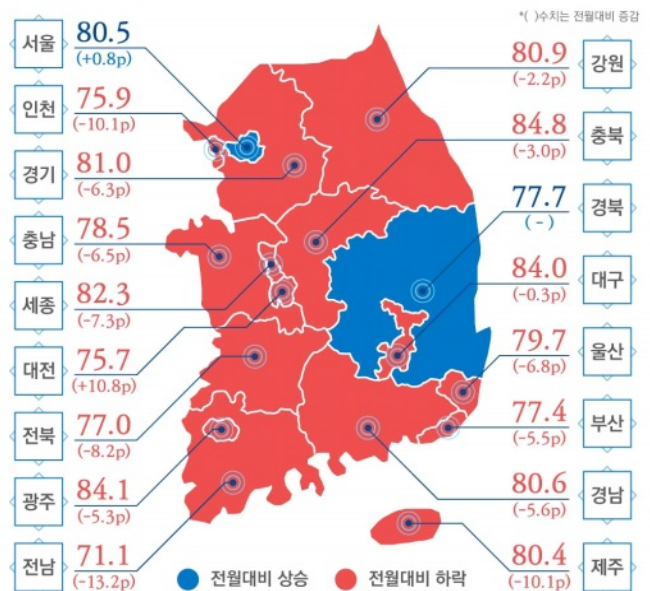 *( )수치는 전월대비 증감
서울 80.5
(+0.8p)
인천 75.9
(-10.1p)
경기 81.0
(-6.3p)
충남 78.5
(-6.5p)
세종 82.3
(-7.3p)
대전 75.7
(+10.8p)
전북 77.0
(-8.2p)
광주 84.1
(-5.3p)
전남 71.1
(-13.2p)
80.9 강원
(-2.2p)
84.8 충북
(-3.0p)
77.7 경북
( - )
84.0 대구
(-0.3p)
79.7 울산
(-6.8p)
77.4 부산
(-5.5p)
80.6 경남
(-5.6p)
80.4 제주
(-10.1p)
전월대비 상승 전월대비 하락